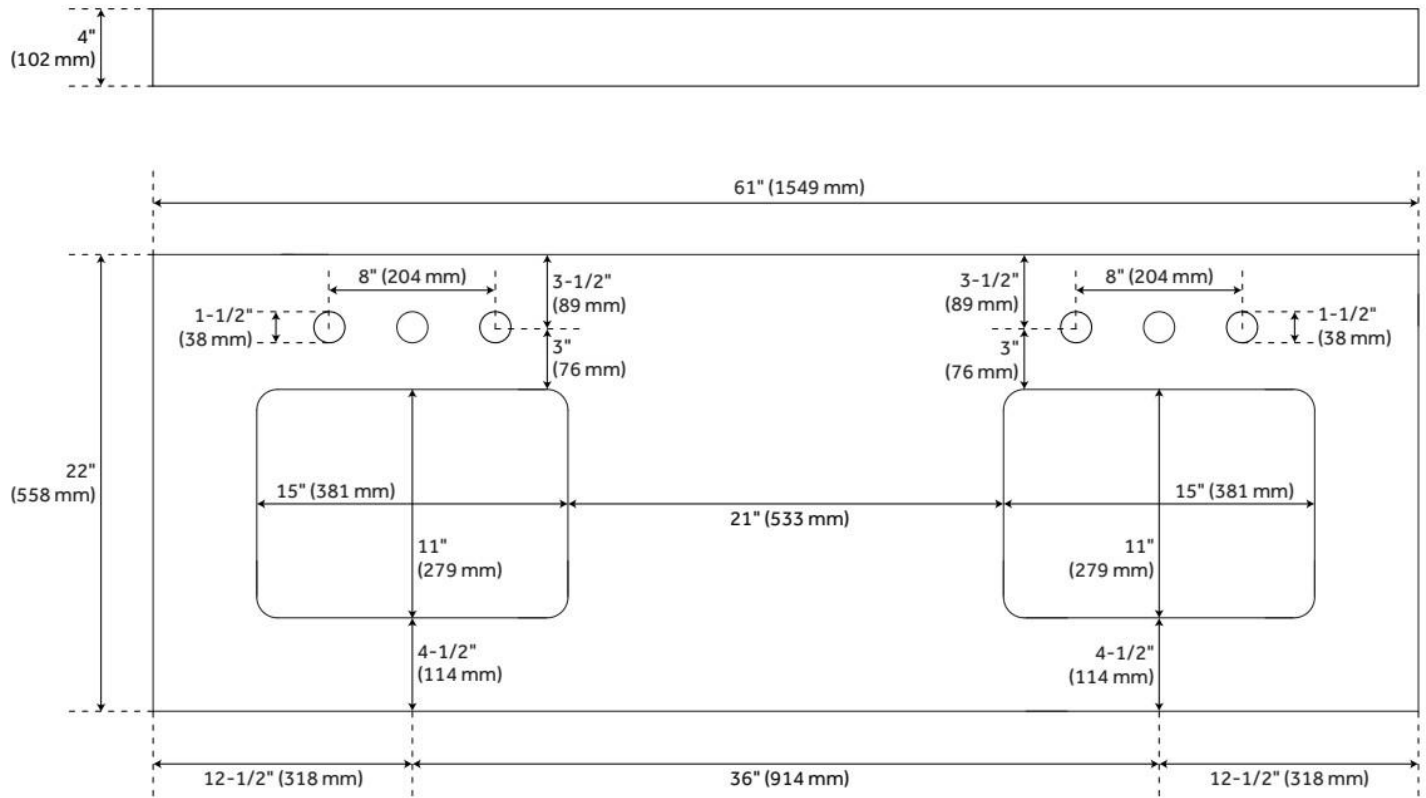 4"
(102 mm)
61" (1549 mm)
8" (204 mm)
3-1/2"
(89 mm)
3-1/2"
(89 mm)
8" (204 mm)
1-1/2"
(38 mm)
1-1/2"
(38 mm)
3"
(76 mm)
3"
(76 mm)
22"
(558 mm)
15" (381 mm)
21" (533 mm)
15" (381 mm)
11"
(279 mm)
11"
(279 mm)
4-1/2"
(114 mm)
4-1/2"
(114 mm)
12-1/2" (318 mm)
36" (914 mm)
12-1/2" (318 mm)